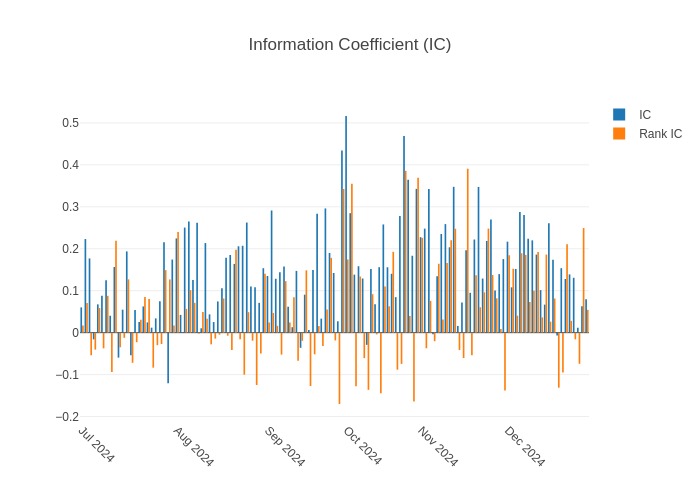 Information Coefficient (IC)
IC
Rank IC
0.5
0.4
0.3
0.2
0.1
0
−0.1
−0.2
Jul 2024
Aug 2024
Sep 2024
Oct 2024
Nov 2024
Dec 2024